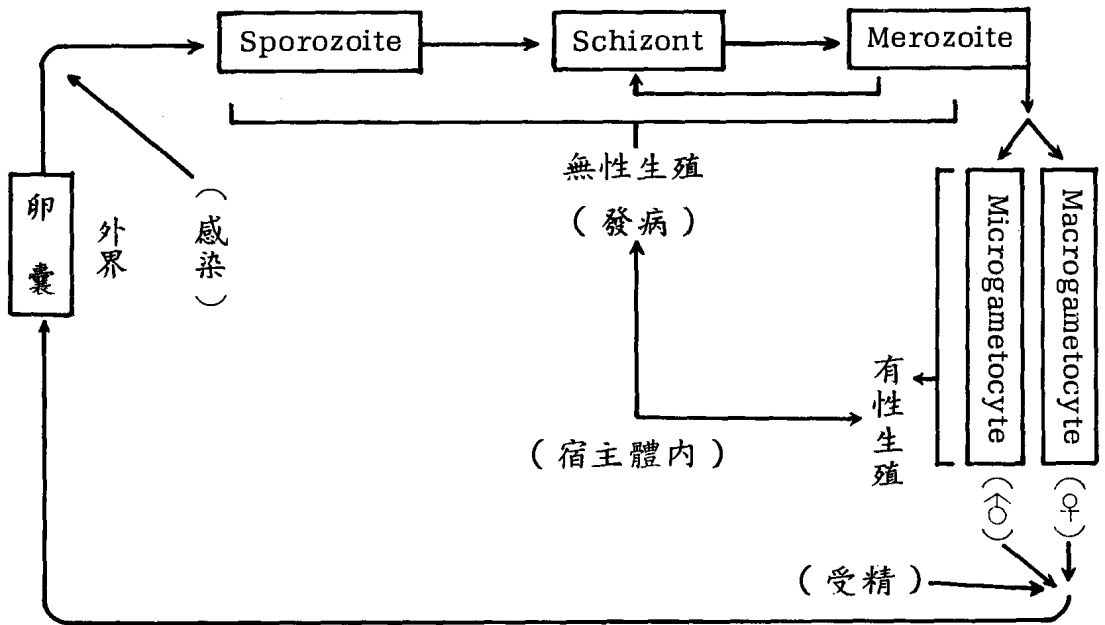 Sporozoite
Schizont
Merozoite
無性生殖
(發病)
卵囊
外界
(感染)
Microgametocyte
Macrogametocyte
有性生殖
(宿主體内)
(♂)
(♀)
(受精)